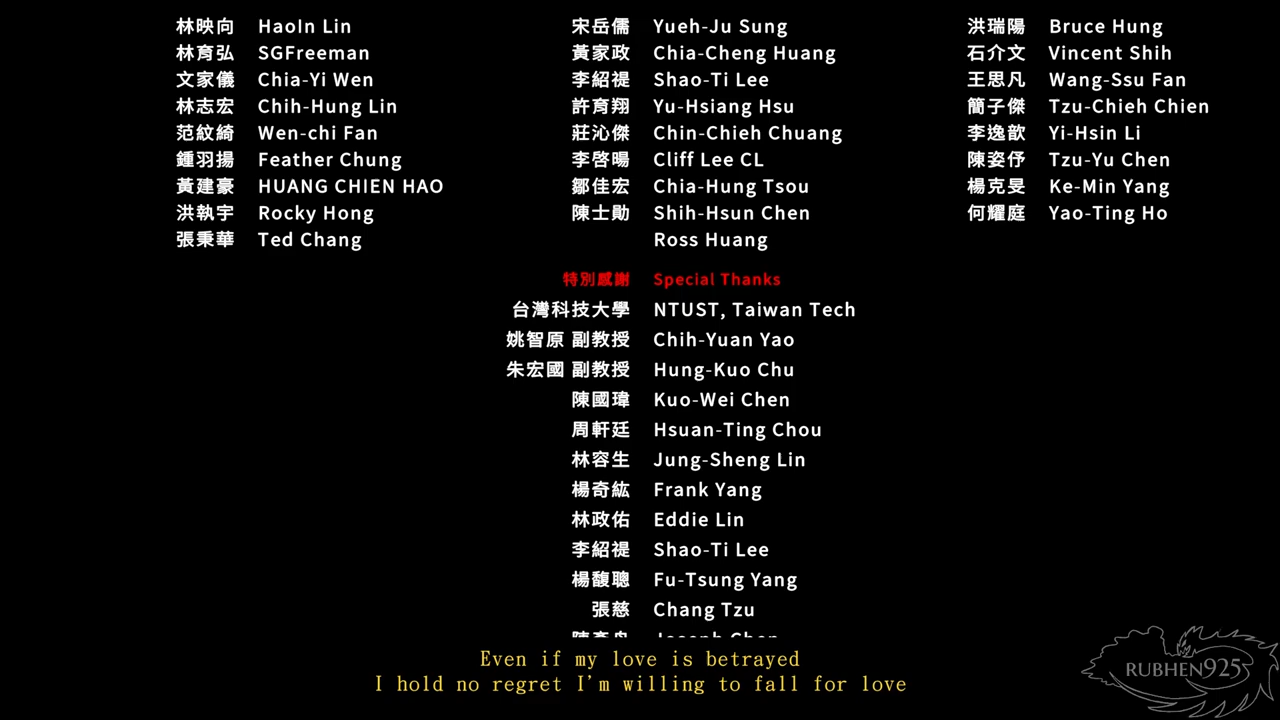 林映向 HaoIn Lin 宋岳儒 Yueh-Ju Sung 洪瑞陽 Bruce Hung
林育弘 SGFreeman 黃家政 Chia-Cheng Huang 石介文 Vincent Shih
文家儀 Chia-Yi Wen 李紹禔 Shao-Ti Lee 王思凡 Wang-Ssu Fan
林志宏 Chih-Hung Lin 許育翔 Yu-Hsiang Hsu 簡子傑 Tzu-Chieh Chien
范紋綺 Wen-chi Fan 莊沁傑 Chin-Chieh Chuang 李逸歆 Yi-Hsin Li
鍾羽揚 Feather Chung 李啓暘 Cliff Lee CL 陳姿伃 Tzu-Yu Chen
黃建豪 HUANG CHIEN HAO 鄒佳宏 Chia-Hung Tsou 楊克旻 Ke-Min Yang
洪執宇 Rocky Hong 陳士勛 Shih-Hsun Chen 何耀庭 Yao-Ting Ho
張秉華 Ted Chang Ross Huang
特別感謝 Special Thanks
台灣科技大學 NTUST, Taiwan Tech
姚智原 副教授 Chih-Yuan Yao
朱宏國 副教授 Hung-Kuo Chu
陳國瑋 Kuo-Wei Chen
周軒廷 Hsuan-Ting Chou
林容生 Jung-Sheng Lin
楊奇紘 Frank Yang
林政佑 Eddie Lin
李紹禔 Shao-Ti Lee
楊馥聰 Fu-Tsung Yang
張慈 Chang Tzu
Even if my love is betrayed
I hold no regret I'm willing to fall for love
RUBHEN925